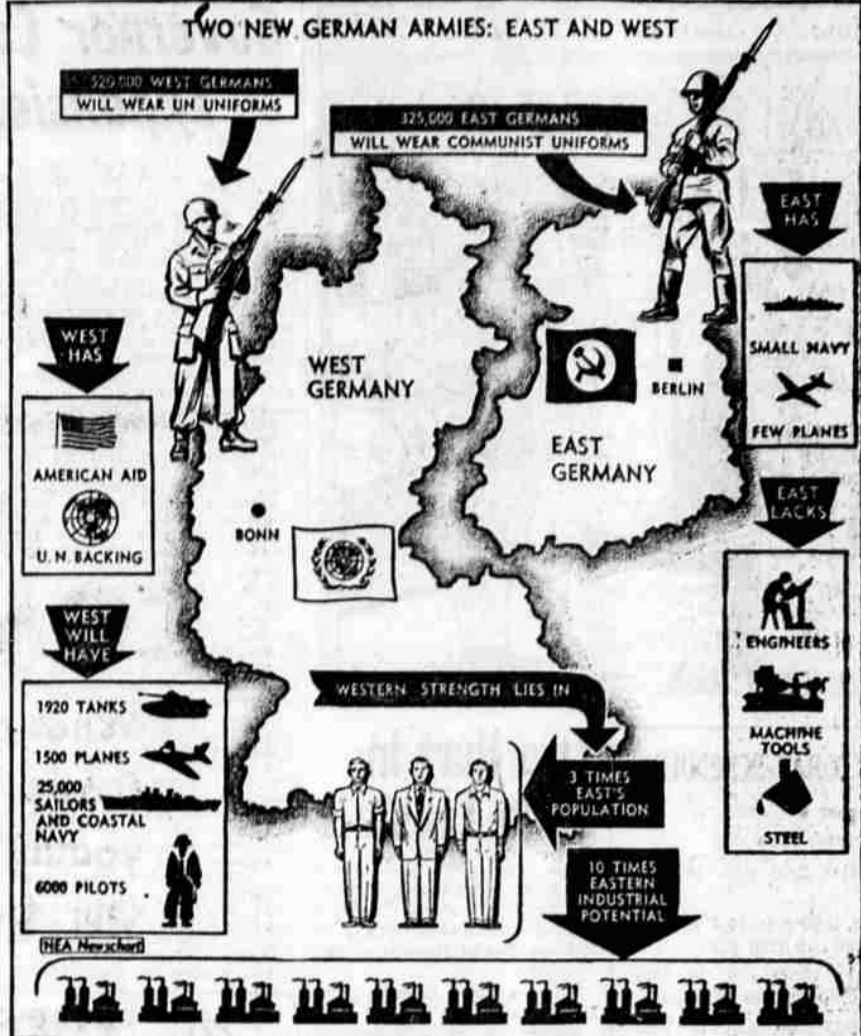 TWO NEW GERMAN ARMIES: EAST AND WEST
520,000 WEST GERMANS
WILL WEAR UN UNIFORMS
325,000 EAST GERMANS
WILL WEAR COMMUNIST UNIFORMS
EAST
HAS
SMALL NAVY
FEW PLANES
WEST
HAS
AMERICAN AID
U.N. BACKING
WEST
GERMANY
BERLIN
EAST
GERMANY
BONN
EAST
LACKS
ENGINEERS
MACHINE
TOOLS
STEEL
WEST
WILL
HAVE
1920 TANKS
1500 PLANES
25,000
SAILORS
AND COASTAL
NAVY
6000 PILOTS
WESTERN STRENGTH LIES IN
3 TIMES
EAST'S
POPULATION
10 TIMES
EASTERN
INDUSTRIAL
POTENTIAL
(NEA Newschart)